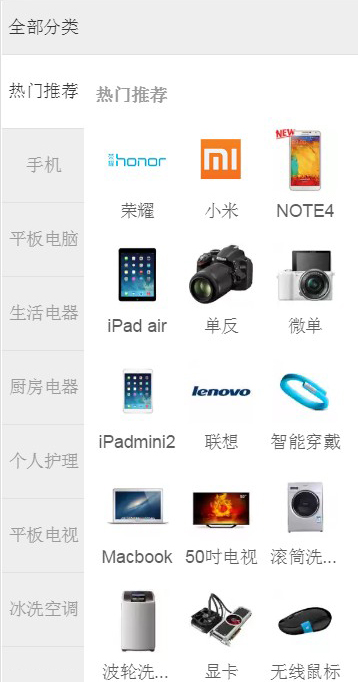 全部分类
热门推荐
手机
平板电脑
生活电器
厨房电器
个人护理
平板电视
冰洗空调
热门推荐
荣耀 honor
mi
NEW
荣耀
小米
NOTE4
iPad air
单反
微单
lenovo
iPadmini2
联想
智能穿戴
50"
Macbook
50吋电视
滚筒洗...
波轮洗...
显卡
无线鼠标